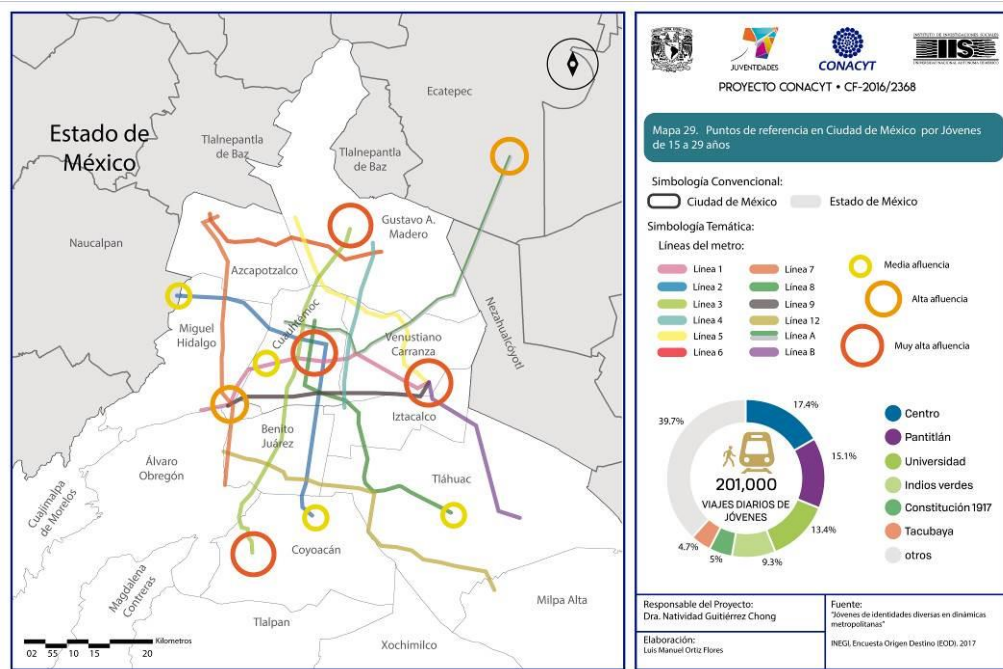 Estado de
México
Tlalnepantla
de Baz
Tlalnepantla
de Baz
Ecatepec
Naucalpan
Gustavo A.
Madero
Azcapotzalco
Miguel
Hidalgo
Cuauhtémoc
Venustiano
Carranza
Nezahualcóyotl
Iztacalco
Benito
Juárez
Álvaro
Obregón
Tláhuac
Cuajimalpa
de Morelos
Coyoacán
Magdalena
Contreras
Tlalpan
Xochimilco
Milpa Alta
Kilometros
02 55 10 15 20
JUVENTIDADES
CONACYT
INSTITUTO DE INVESTIGACIONES SOCIALES
IIS
PROYECTO CONACYT • CF-2016/2368
Mapa 29. Puntos de referencia en Ciudad de México por Jóvenes
de 15 a 29 años
Simbología Convencional:
Ciudad de México
Estado de México
Simbología Temática:
Líneas del metro:
Línea 1
Línea 2
Línea 3
Línea 4
Línea 5
Línea 6
Línea 7
Línea 8
Línea 9
Línea 12
Línea A
Línea B
Media afluencia
Alta afluencia
Muy alta afluencia
17.4%
15.1%
13.4%
9.3%
5%
4.7%
39.7%
201,000
VIAJES DIARIOS DE
JÓVENES
Centro
Pantitlán
Universidad
Indios verdes
Constitución 1917
Tacubaya
otros
Responsable del Proyecto:
Dra. Natividad Gutiérrez Chong
Elaboración:
Luis Manuel Ortiz Flores
Fuente:
"Jóvenes de identidades diversas en dinámicas
metropolitanas"
INEGI, Encuesta Origen Destino (EOD). 2017